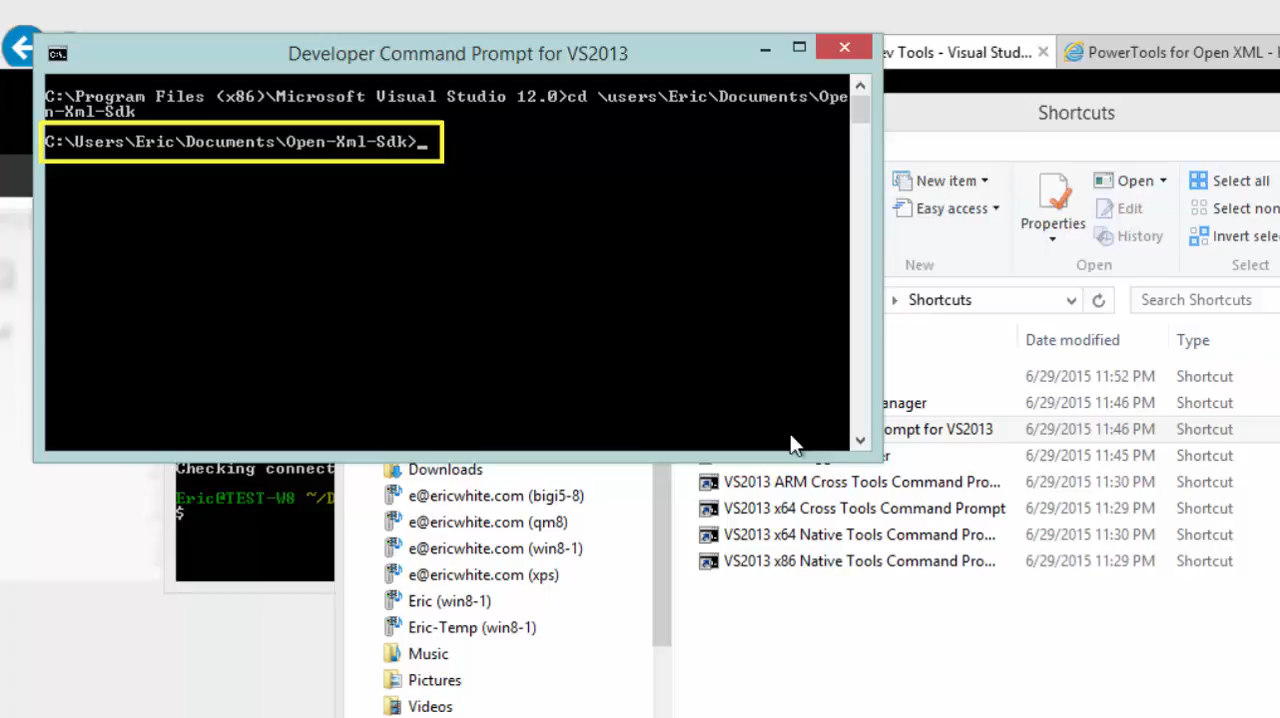 Developer Command Prompt for VS2013
C:\Program Files (x86)\Microsoft Visual Studio 12.0>cd \users\Eric\Documents\Ope
n-Xml-Sdk
C:\Users\Eric\Documents\Open-Xml-Sdk>_
ev Tools - Visual Stud...
PowerTools for Open XML -
Shortcuts
New item
Easy access
New
Properties
Open
Edit
History
Open
Select all
Select non
Invert sele
Select
Shortcuts
Search Shortcuts
Date modified
Type
6/29/2015 11:52 PM
Shortcut
anager
6/29/2015 11:46 PM
Shortcut
ompt for VS2013
6/29/2015 11:46 PM
Shortcut
er
6/29/2015 11:45 PM
Shortcut
VS2013 ARM Cross Tools Command Pro...
6/29/2015 11:30 PM
Shortcut
VS2013 x64 Cross Tools Command Prompt
6/29/2015 11:29 PM
Shortcut
VS2013 x64 Native Tools Command Pro...
6/29/2015 11:30 PM
Shortcut
VS2013 x86 Native Tools Command Pro...
6/29/2015 11:29 PM
Shortcut
Checking connect
Eric@TEST-W8 ~/D
$
Downloads
e@ericwhite.com (bigi5-8)
e@ericwhite.com (qm8)
e@ericwhite.com (win8-1)
e@ericwhite.com (xps)
Eric (win8-1)
Eric-Temp (win8-1)
Music
Pictures
Videos